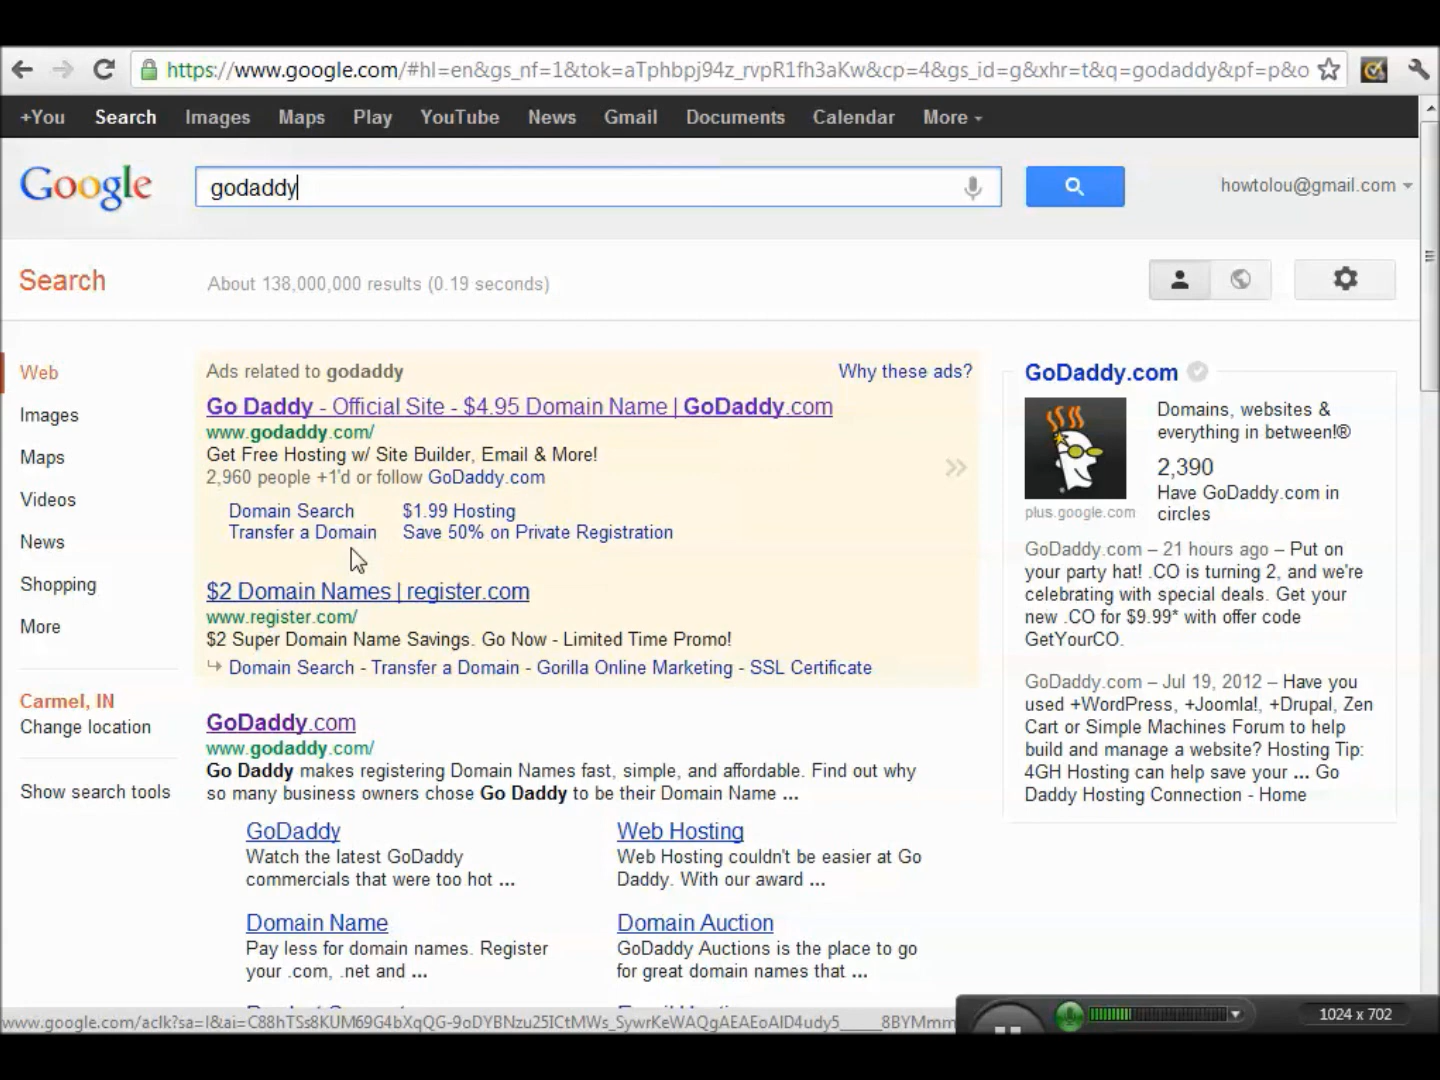 https://www.google.com/#hl=en&gs_nf=1&tok=aTphbpj94z_rvpR1fh3aKw&cp=4&gs_id=g&xhr=t&q=godaddy&pf=p&o
+You Search Images Maps Play YouTube News Gmail Documents Calendar More
Google godaddy howtolou@gmail.com
Search About 138,000,000 results (0.19 seconds)
Web
Images
Maps
Videos
News
Shopping
More
Carmel, IN
Change location
Show search tools
Ads related to godaddy Why these ads?
Go Daddy - Official Site - $4.95 Domain Name | GoDaddy.com
www.godaddy.com/
Get Free Hosting w/ Site Builder, Email & More!
2,960 people +1'd or follow GoDaddy.com
Domain Search $1.99 Hosting
Transfer a Domain Save 50% on Private Registration
$2 Domain Names | register.com
www.register.com/
$2 Super Domain Name Savings. Go Now - Limited Time Promo!
Domain Search - Transfer a Domain - Gorilla Online Marketing - SSL Certificate
GoDaddy.com
www.godaddy.com/
Go Daddy makes registering Domain Names fast, simple, and affordable. Find out why
so many business owners chose Go Daddy to be their Domain Name ...
GoDaddy
Watch the latest GoDaddy
commercials that were too hot ...
Web Hosting
Web Hosting couldn't be easier at Go
Daddy. With our award ...
Domain Name
Pay less for domain names. Register
your .com, .net and ...
Domain Auction
GoDaddy Auctions is the place to go
for great domain names that ...
GoDaddy.com
Domains, websites &
everything in between!®
2,390
Have GoDaddy.com in
circles
plus.google.com
GoDaddy.com – 21 hours ago – Put on
your party hat! .CO is turning 2, and we're
celebrating with special deals. Get your
new .CO for $9.99* with offer code
GetYourCO.
GoDaddy.com – Jul 19, 2012 – Have you
used +WordPress, +Joomla!, +Drupal, Zen
Cart or Simple Machines Forum to help
build and manage a website? Hosting Tip:
4GH Hosting can help save your ... Go
Daddy Hosting Connection - Home
1024 x 702